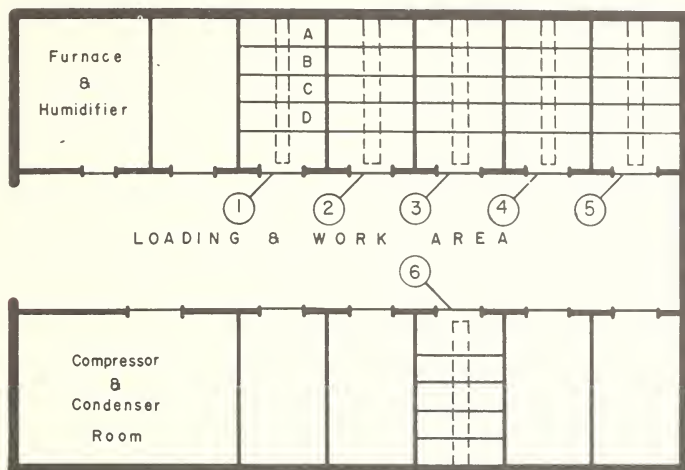 Furnace
&
Humidifier
A
B
C
D
1
2
3
4
5
LOADING & WORK AREA
6
Compressor
&
Condenser
Room